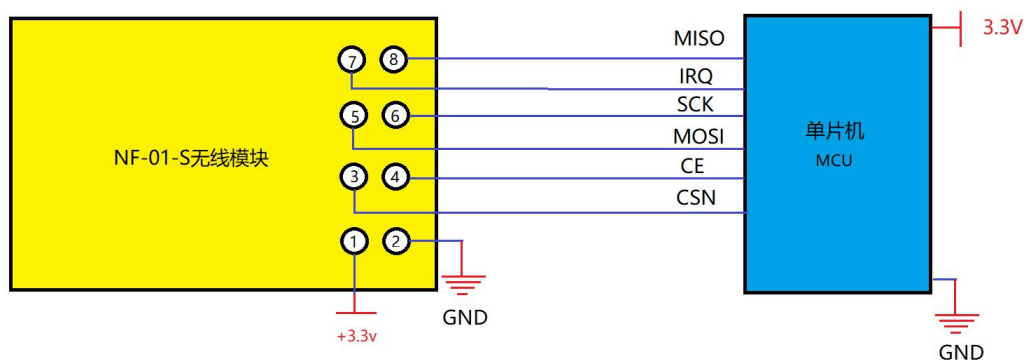 MISO
3.3V
7
8
IRQ
SCK
5
6
MOSI
单片机
MCU
NF-01-S无线模块
CE
3
4
CSN
1
2
GND
+3.3v
GND